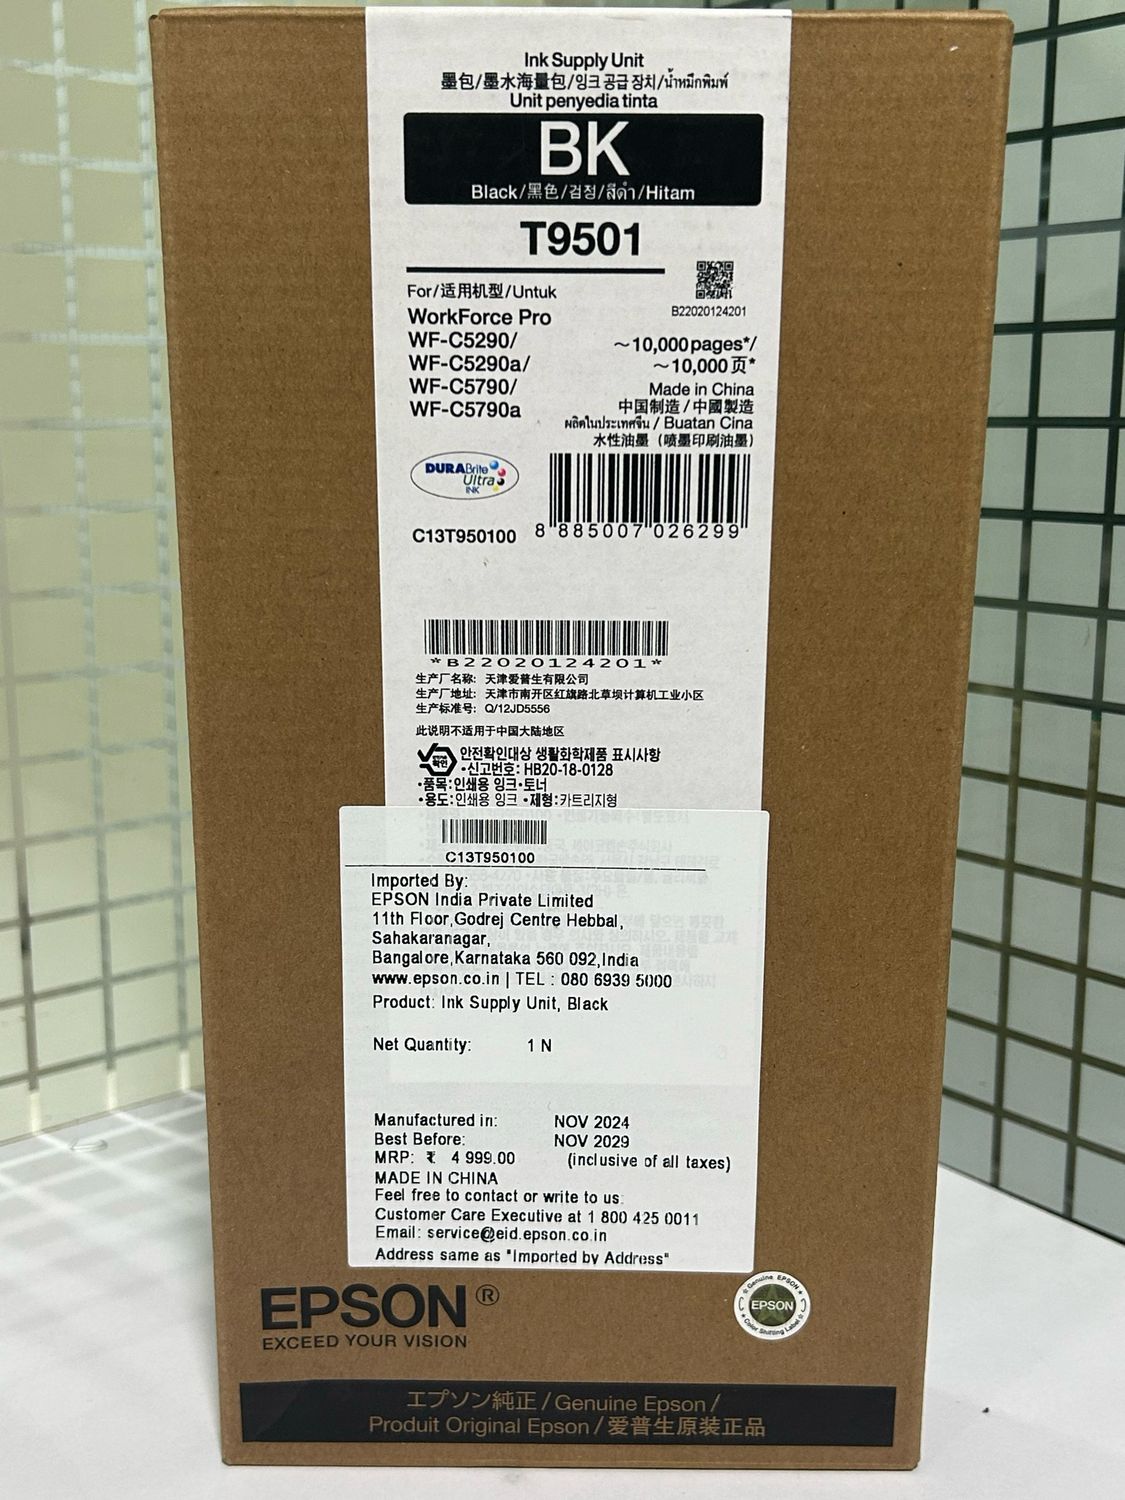 Ink Supply Unit
墨包/墨水海量包/잉크 공급 장치/น้ำหมึกพิมพ์
Unit penyedia tinta
BK
Black/黑色/검정/สีดำ/Hitam
T9501
For/适用机型/Untuk
WorkForce Pro
WF-C5290/
WF-C5290a/
WF-C5790/
WF-C5790a
B22020124201
～10,000pages*/
～10,000页*
Made in China
中国制造 / 中國製造
ผลิตในประเทศจีน / Buatan Cina
水性油墨（喷墨印刷油墨）
DURABrite
Ultra
INK
C13T950100
8 885007 026299
*B22020124201*
生产厂名称: 天津爱普生有限公司
生产厂地址: 天津市南开区红旗路北草坝计算机工业小区
生产标准号: Q/12JD5556
此说明不适用于中国大陆地区
확인
안전확인대상 생활화학제품 표시사항
•신고번호: HB20-18-0128
•품목:인쇄용 잉크•토너
•용도:인쇄용 잉크 •제형:카트리지형
C13T950100
Imported By:
EPSON India Private Limited
11th Floor,Godrej Centre Hebbal,
Sahakaranagar,
Bangalore,Karnataka 560 092,India
www.epson.co.in | TEL : 080 6939 5000
Product: Ink Supply Unit, Black
Net Quantity: 1 N
Manufactured in: NOV 2024
Best Before: NOV 2029
MRP: ₹ 4 999.00 (inclusive of all taxes)
MADE IN CHINA
Feel free to contact or write to us:
Customer Care Executive at 1 800 425 0011
Email: service@eid.epson.co.in
Address same as "Imported by Address"
EPSON®
EXCEED YOUR VISION
Genuine EPSON
EPSON
Color Shifting Label
エプソン純正/Genuine Epson/
Produit Original Epson/爱普生原装正品